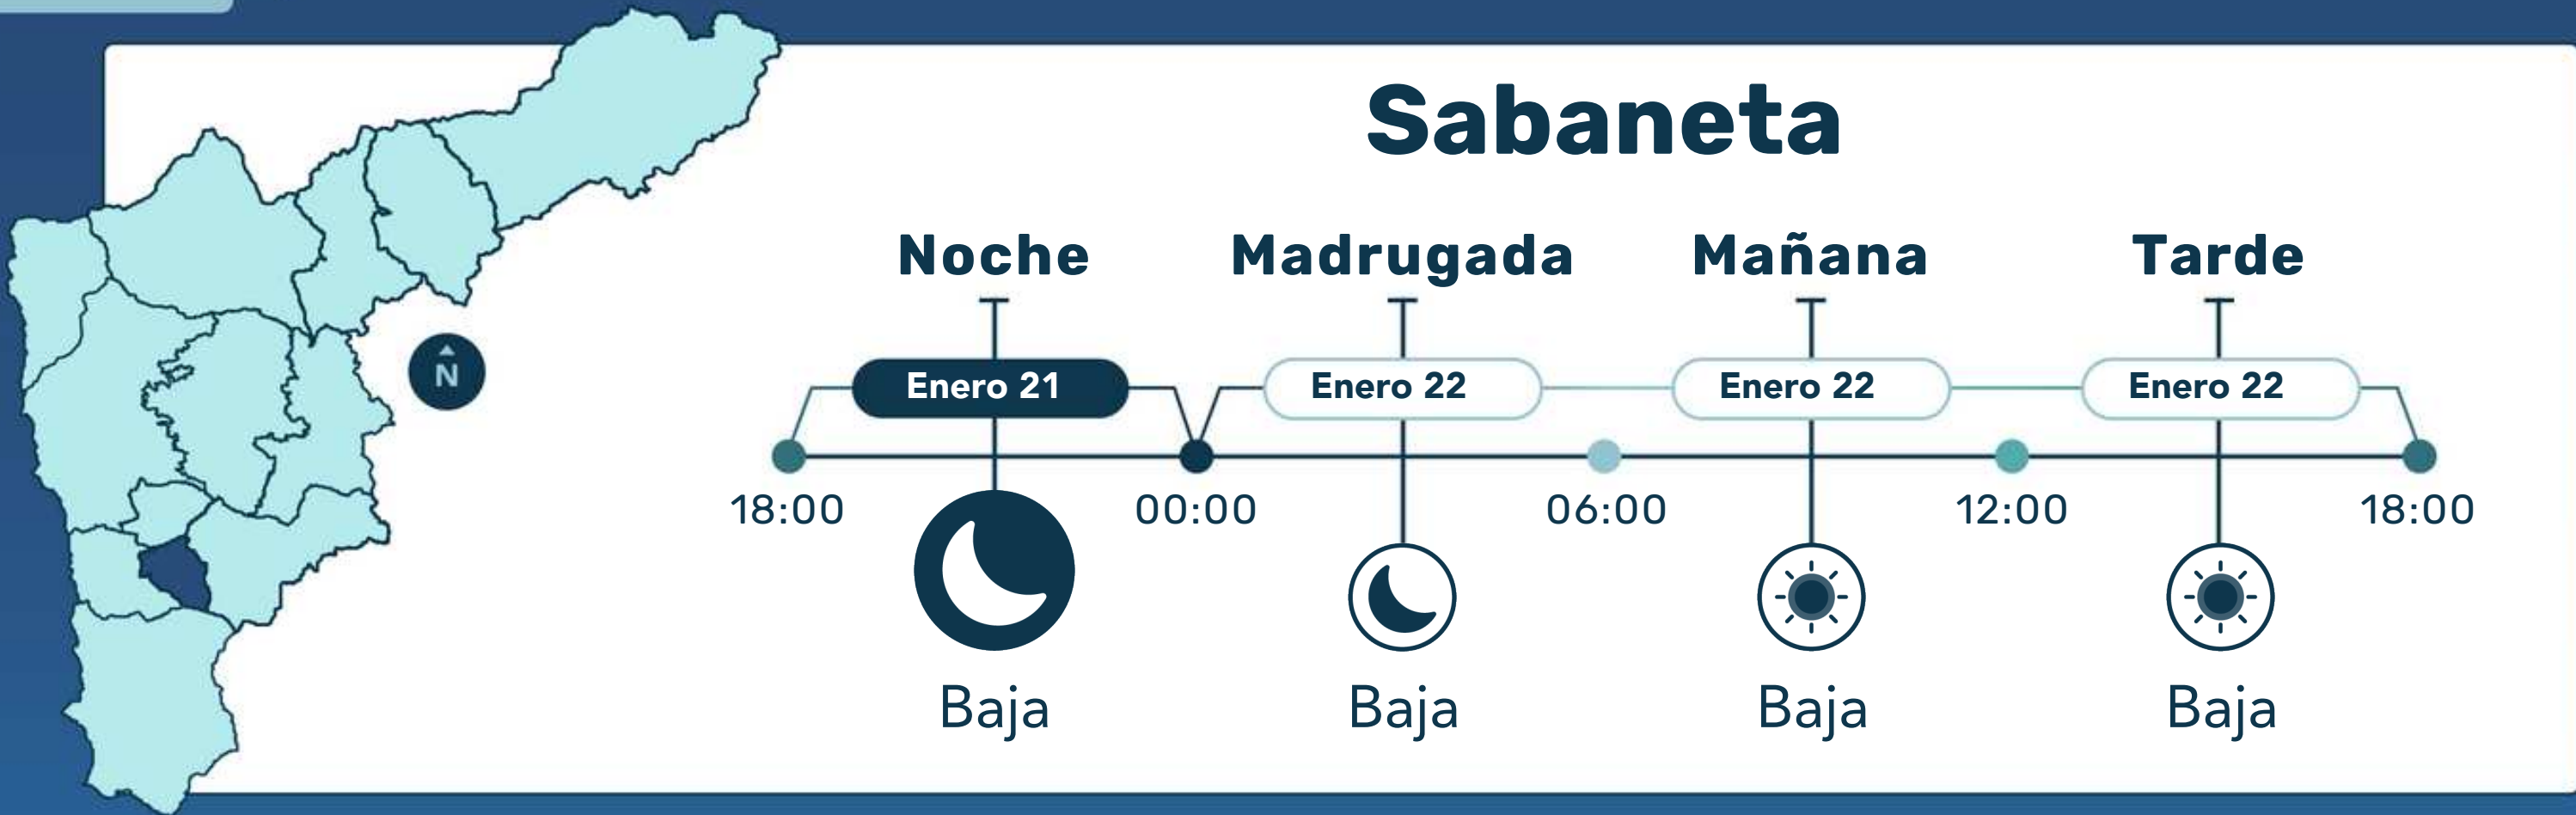 Sabaneta
Noche Madrugada Mañana Tarde
Enero 21 Enero 22 Enero 22 Enero 22
N
18:00 00:00 06:00 12:00 18:00
Baja Baja Baja Baja